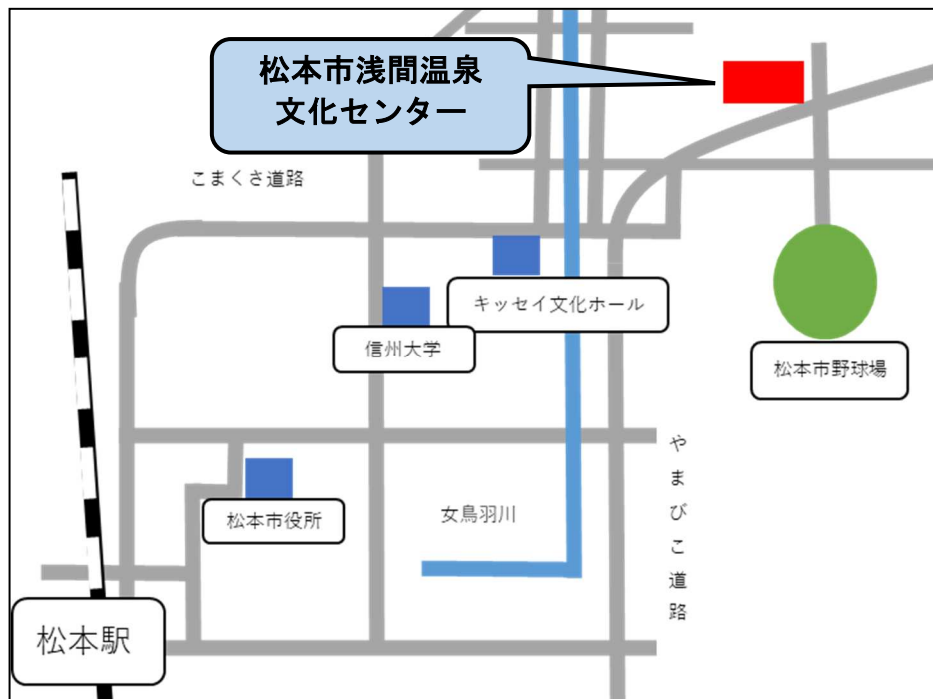 松本市浅間温泉
文化センター
こまくさ道路
キッセイ文化ホール
信州大学
松本市野球場
やまびこ道路
松本市役所
女鳥羽川
松本駅